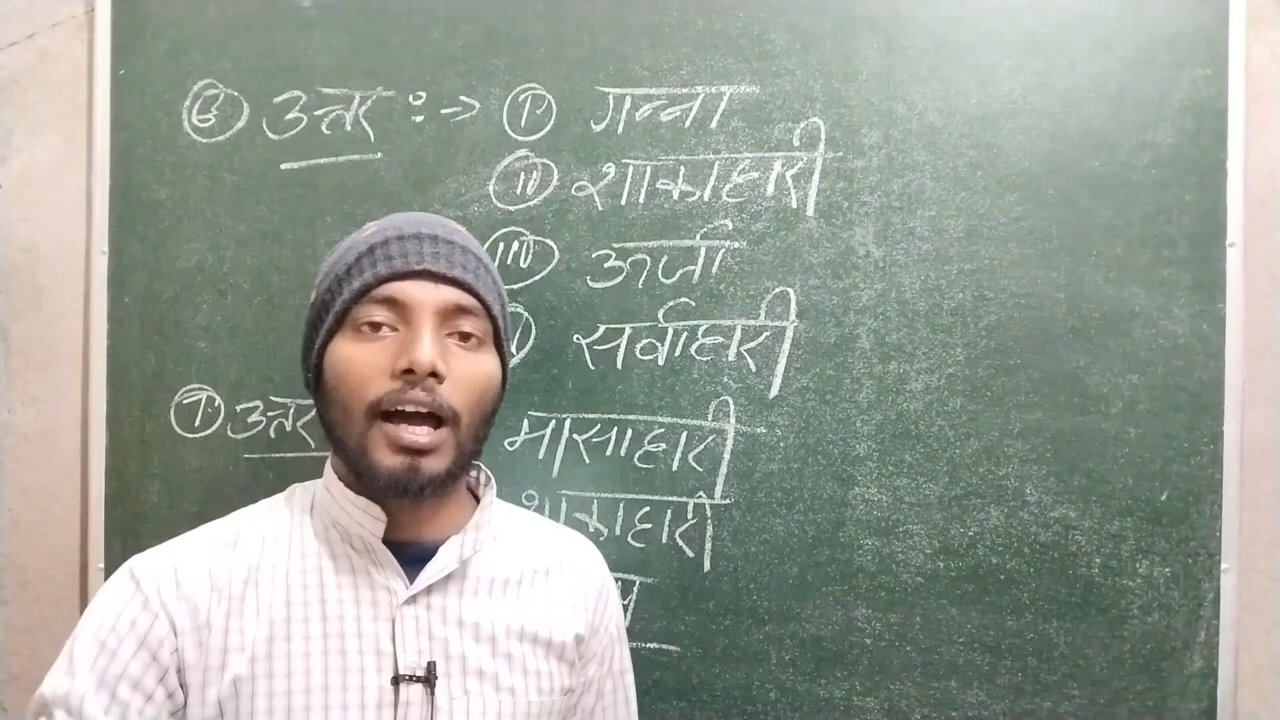 ⑥ उत्तर :-> ⓘ गन्ना
ⓘⓘ शाकाहारी
ⓘⓘⓘ ऊर्जा
सर्वाहारी
⑦ उत्तर मासाहारी
शाकाहारी